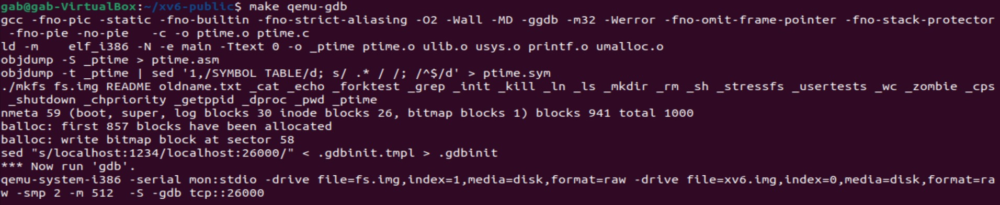 gab@gab-VirtualBox:~/xv6-public$ make qemu-gdb
gcc -fno-pic -static -fno-builtin -fno-strict-aliasing -O2 -Wall -MD -ggdb -m32 -Werror -fno-omit-frame-pointer -fno-stack-protector
 -fno-pie -no-pie   -c -o ptime.o ptime.c
ld -m    elf_i386 -N -e main -Ttext 0 -o _ptime ptime.o ulib.o usys.o printf.o umalloc.o
objdump -S _ptime > ptime.asm
objdump -t _ptime | sed '1,/SYMBOL TABLE/d; s/ .* / /; /^$/d' > ptime.sym
./mkfs fs.img README oldname.txt _cat _echo _forktest _grep _init _kill _ln _ls _mkdir _rm _sh _stressfs _usertests _wc _zombie _cps
 _shutdown _chpriority _getppid _dproc _pwd _ptime
nmeta 59 (boot, super, log blocks 30 inode blocks 26, bitmap blocks 1) blocks 941 total 1000
balloc: first 857 blocks have been allocated
balloc: write bitmap block at sector 58
sed "s/localhost:1234/localhost:26000/" < .gdbinit.tmpl > .gdbinit
*** Now run 'gdb'.
qemu-system-i386 -serial mon:stdio -drive file=fs.img,index=1,media=disk,format=raw -drive file=xv6.img,index=0,media=disk,format=ra
w -smp 2 -m 512  -S -gdb tcp::26000